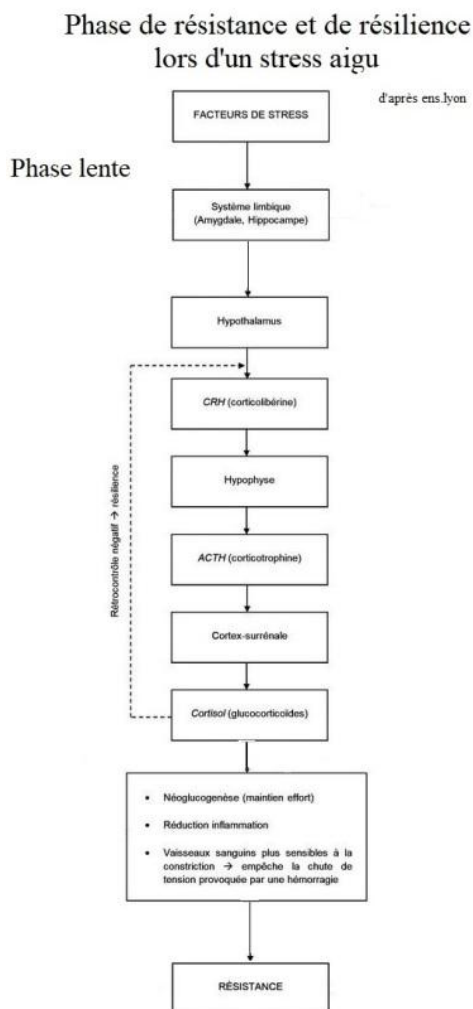 Phase de résistance et de résilience
lors d'un stress aigu
d'après ens.lyon
FACTEURS DE STRESS
Phase lente
Système limbique
(Amygdale, Hippocampe)
Hypothalamus
CRH (corticolibérine)
Hypophyse
ACTH (corticotrophine)
Cortex-surrénale
Cortisol (glucocorticoïdes)
Rétrocontrôle négatif → résilience
• Néoglucogenèse (maintien effort)
• Réduction inflammation
• Vaisseaux sanguins plus sensibles à la
constriction → empêche la chute de
tension provoquée par une hémorragie
RÉSISTANCE